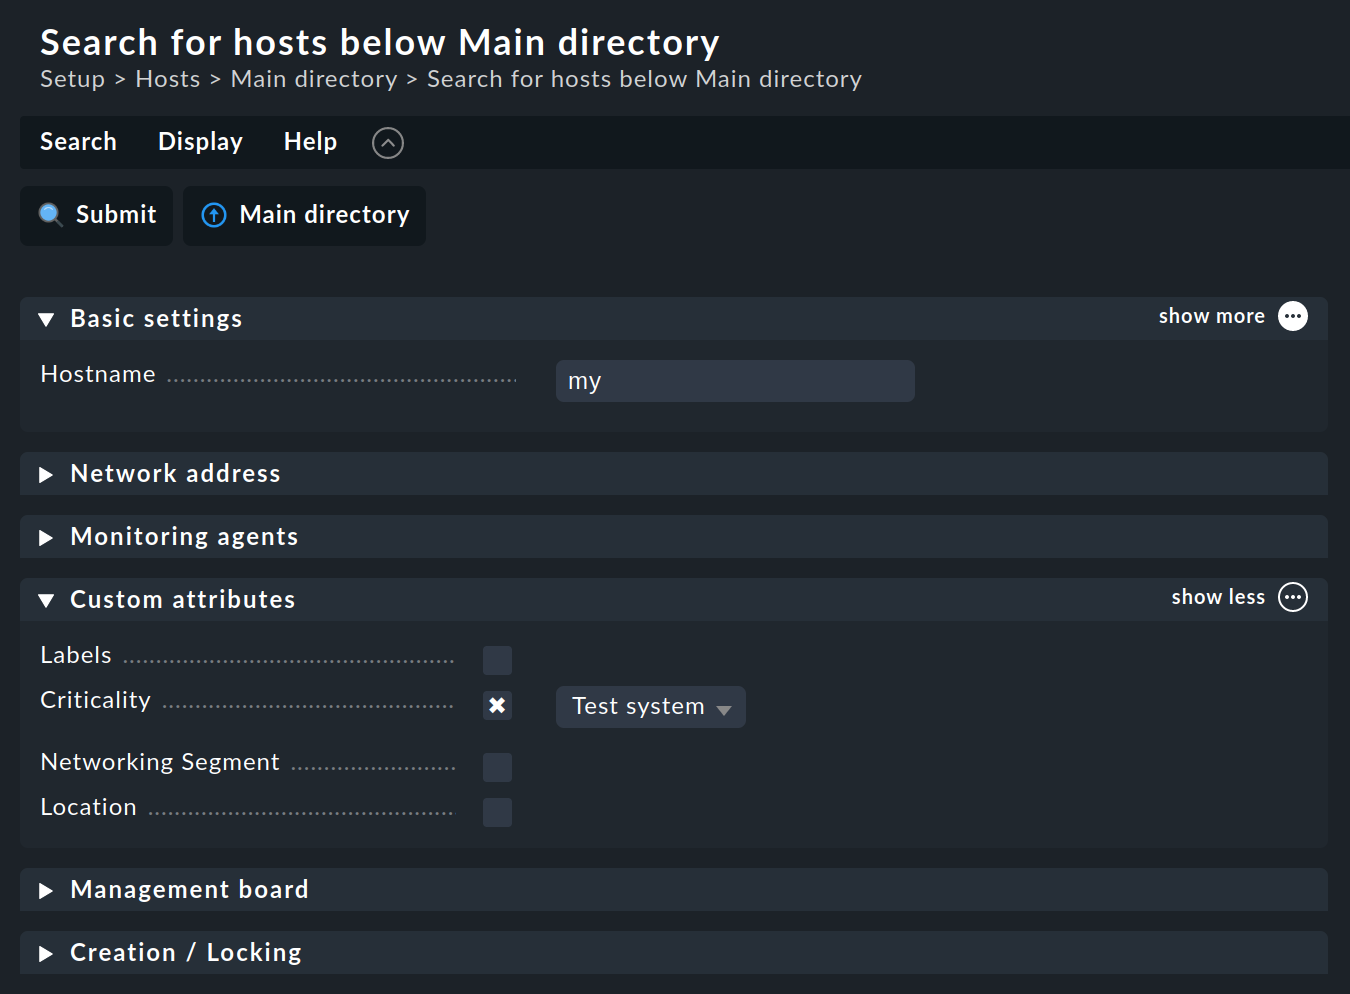 Search for hosts below Main directory
Setup > Hosts > Main directory > Search for hosts below Main directory
Search Display Help
Submit Main directory
Basic settings show more
Hostname my
Network address
Monitoring agents
Custom attributes show less
Labels
Criticality Test system
Networking Segment
Location
Management board
Creation / Locking